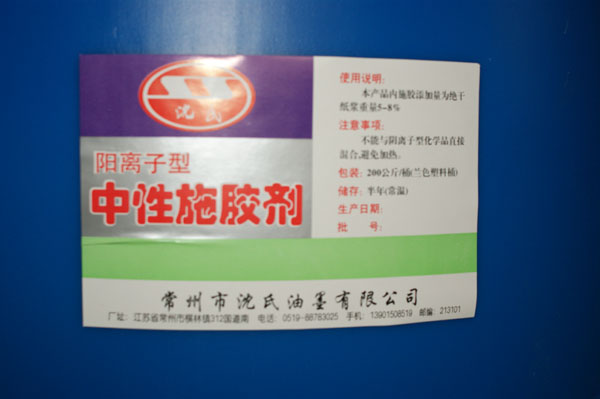 沈氏
阳离子型
中性施胶剂
使用说明:
本产品内施胶添加量为绝干
纸浆重量5-8%
注意事项:
不能与阴离子型化学品直接
混合,避免加热。
包装: 200公斤/桶(兰色塑料桶)
储存: 半年(常温)
生产日期:
批 号:
常州市沈氏油墨有限公司
厂址: 江苏省常州市横林镇312国道南 电话: 0519-88783025 手机: 13901508519 邮编: 213101